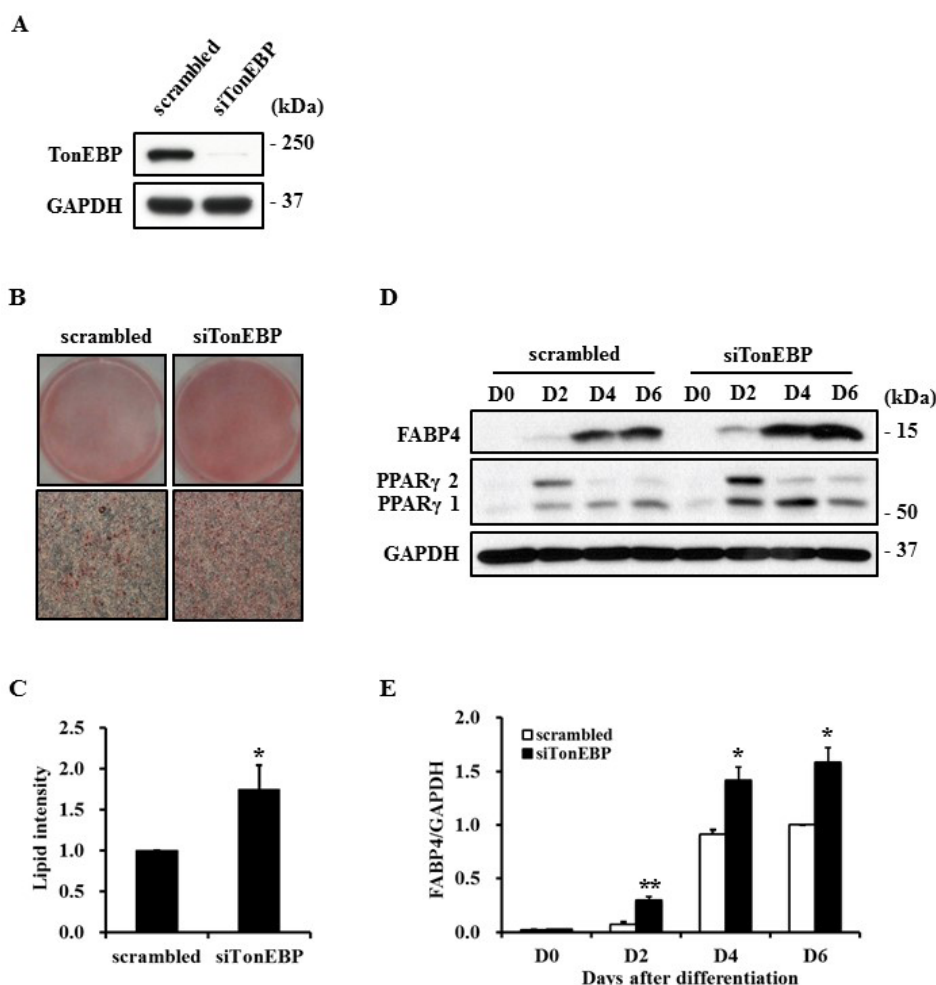 A
scrambled
siTonEBP
(kDa)
TonEBP
- 250
GAPDH
- 37
B
scrambled siTonEBP
C
Lipid intensity
2.5
2.0
1.5
1.0
0.5
0.0
*
scrambled siTonEBP
D
scrambled siTonEBP
D0 D2 D4 D6 D0 D2 D4 D6 (kDa)
FABP4 - 15
PPARγ 2
PPARγ 1 - 50
GAPDH - 37
E
FABP4/GAPDH
2.0
1.5
1.0
0.5
0.0
scrambled
siTonEBP
**
*
*
D0 D2 D4 D6
Days after differentiation